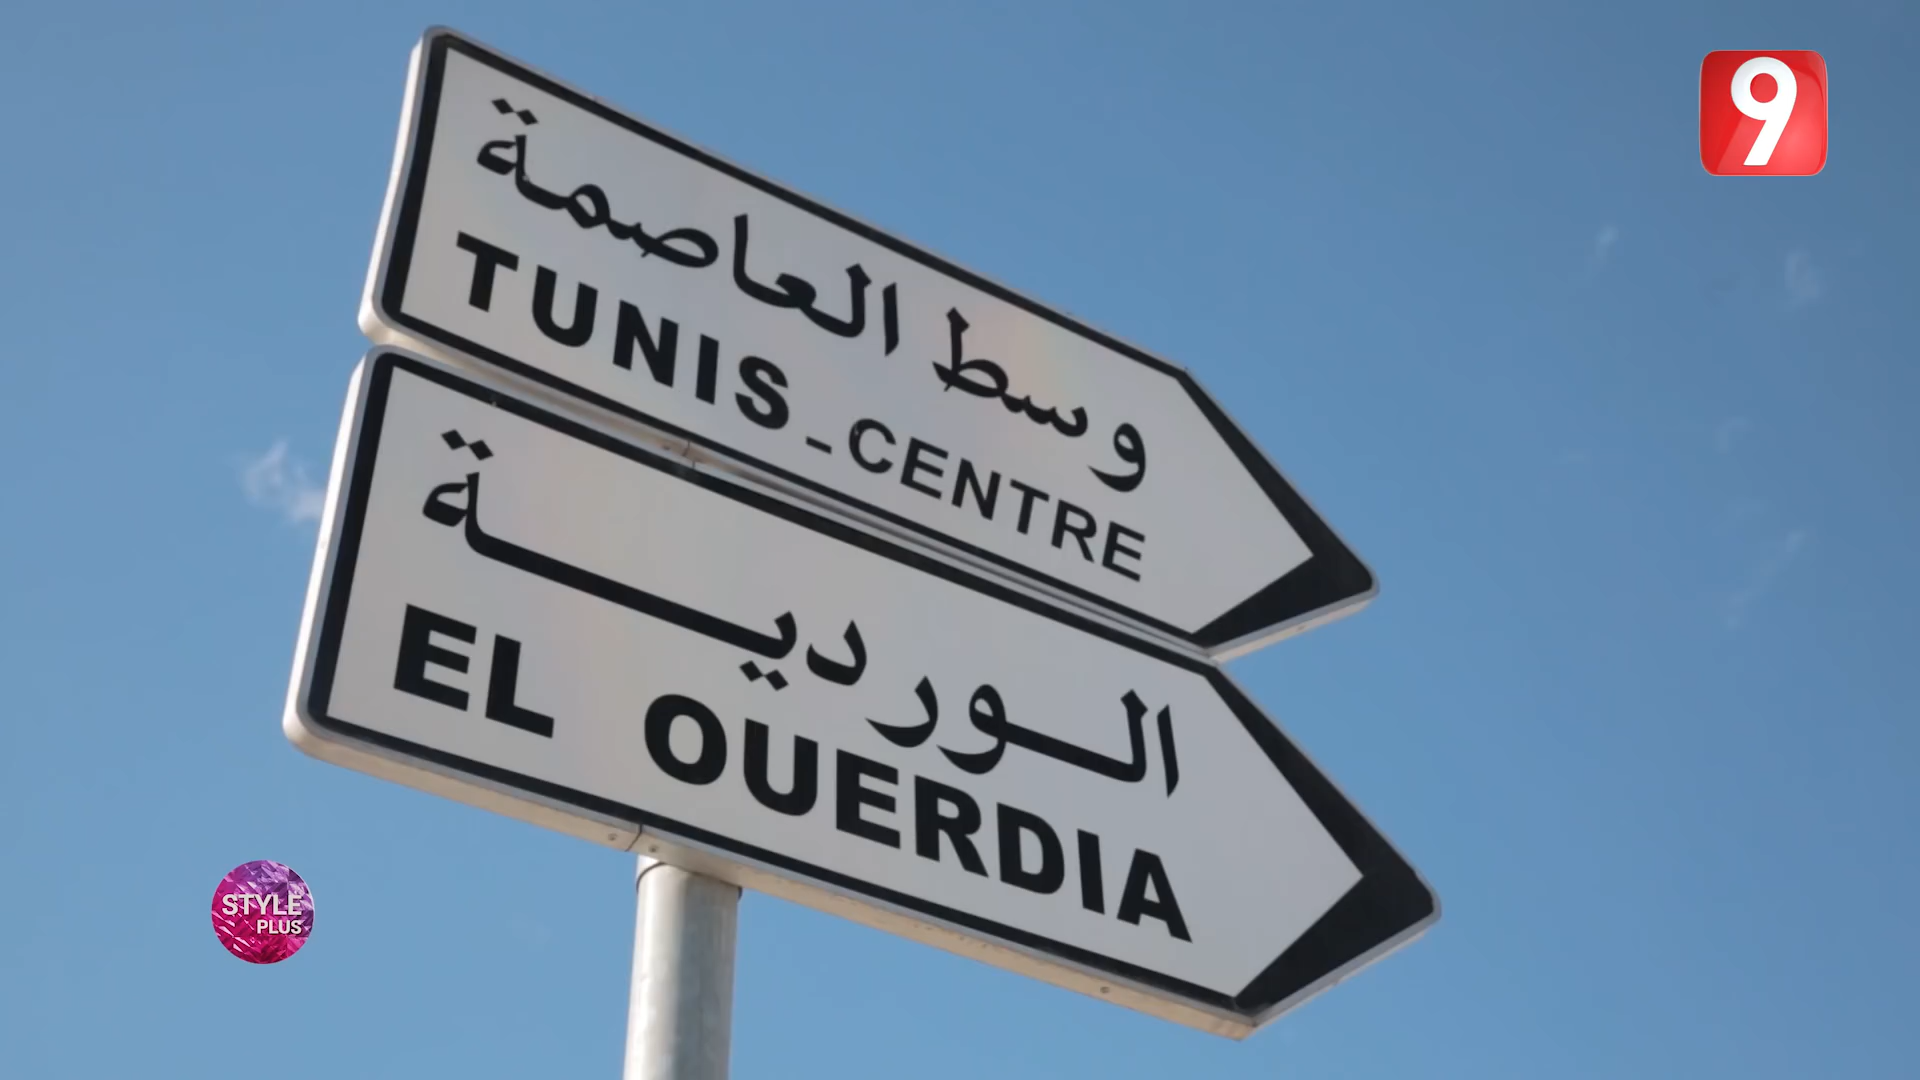 وسط العاصمة
TUNIS_CENTRE
الوردية
EL OUERDIA
9
STYLE
PLUS